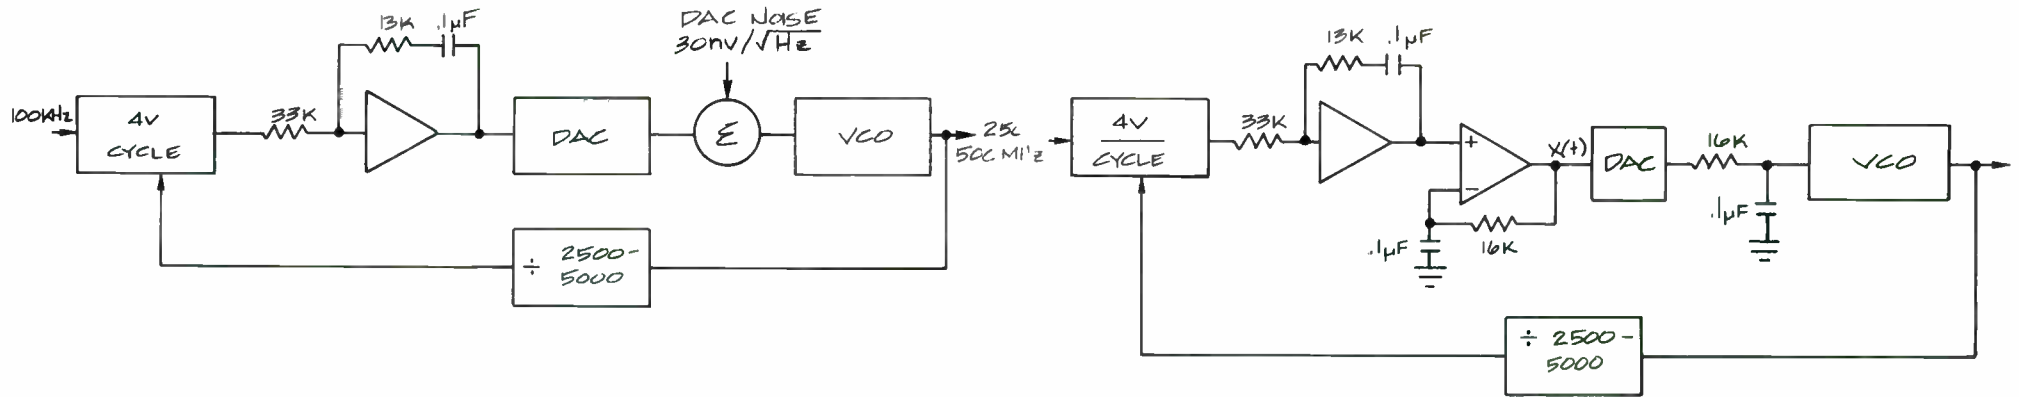 13K .1µF
DAC NOISE
30nV/√Hz
100KHz
4V
CYCLE
33K
DAC
Σ
VCO
÷ 2500-
5000
13K .1µF
4V
CYCLE
33K
+
-
X(t)
DAC
16K
VCO
.1µF
.1µF
16K
÷ 2500-
5000